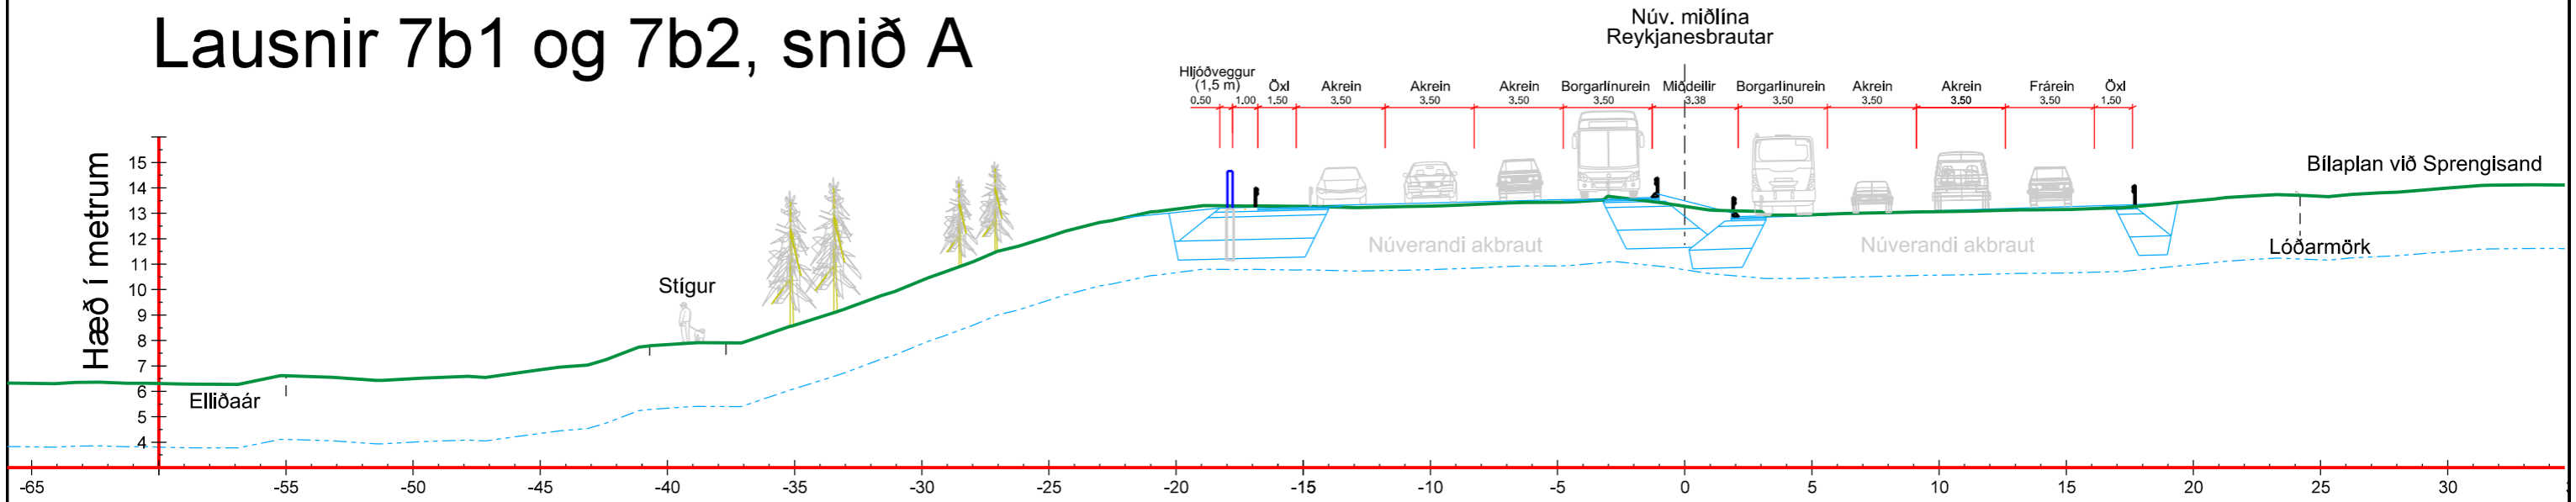 Lausnir 7b1 og 7b2, snið A
Núv. miðlína
Reykjanesbrautar
Hljóðveggur
(1,5 m)
Öxl
Akrein
Akrein
Akrein
Borgarlínurein
Miðdeilir
Borgarlínurein
Akrein
Akrein
Frárein
Öxl
0.50
1.00
1.50
3.50
3.50
3.50
3.50
3.38
3.50
3.50
3.50
3.50
1.50
Hæð í metrum
15
14
13
12
11
10
9
8
7
6
5
4
Bílaplan við Sprengisand
Núverandi akbraut
Núverandi akbraut
Lóðarmörk
Stígur
Elliðaár
-65
-55
-50
-45
-40
-35
-30
-25
-20
-15
-10
-5
0
5
10
15
20
25
30